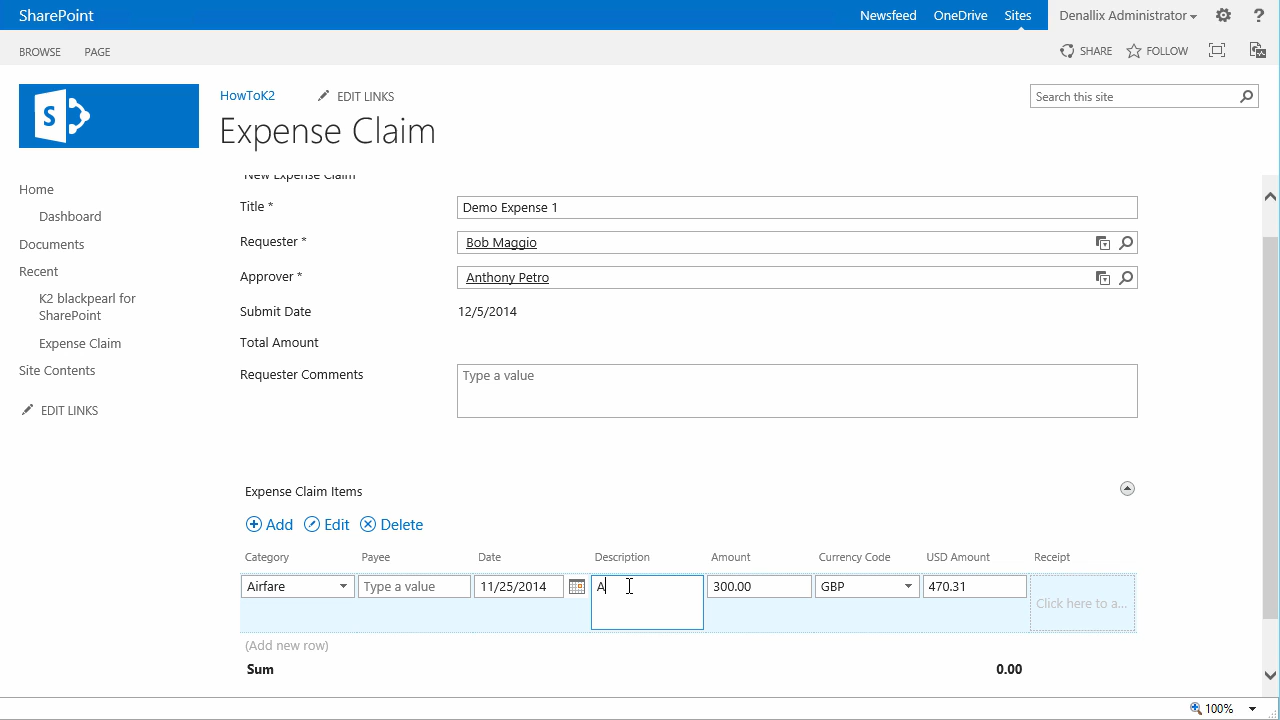 SharePoint
Newsfeed OneDrive Sites Denallix Administrator ?
BROWSE PAGE SHARE FOLLOW
S
HowToK2 EDIT LINKS
Search this site
Expense Claim
Home
Dashboard
Documents
Recent
K2 blackpearl for
SharePoint
Expense Claim
Site Contents
EDIT LINKS
New Expense Claim
Title * Demo Expense 1
Requester * Bob Maggio
Approver * Anthony Petro
Submit Date 12/5/2014
Total Amount
Requester Comments Type a value
Expense Claim Items
Add Edit Delete
Category Payee Date Description Amount Currency Code USD Amount Receipt
Airfare Type a value 11/25/2014 A 300.00 GBP 470.31 Click here to a...
(Add new row)
Sum 0.00
100%